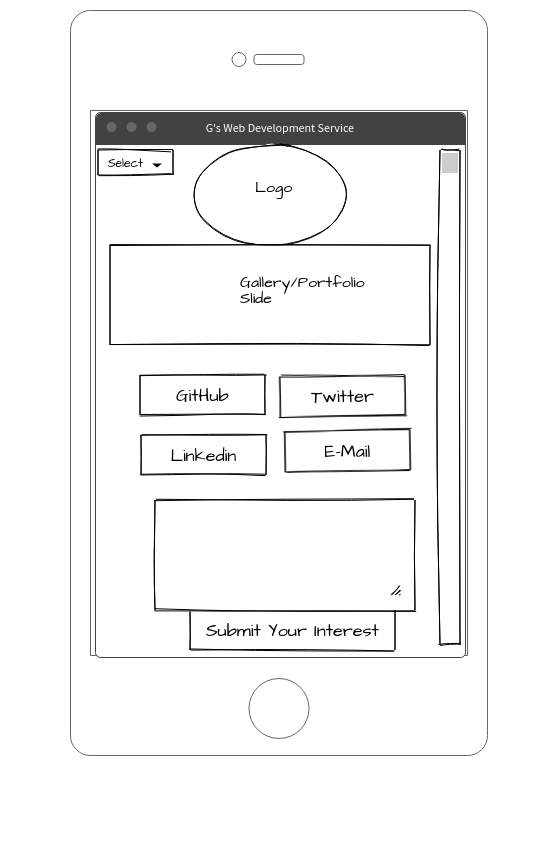 G's Web Development Service
Select
Logo
Gallery/Portfolio
Slide
GitHub
Twitter
Linkedin
E-Mail
Submit Your Interest